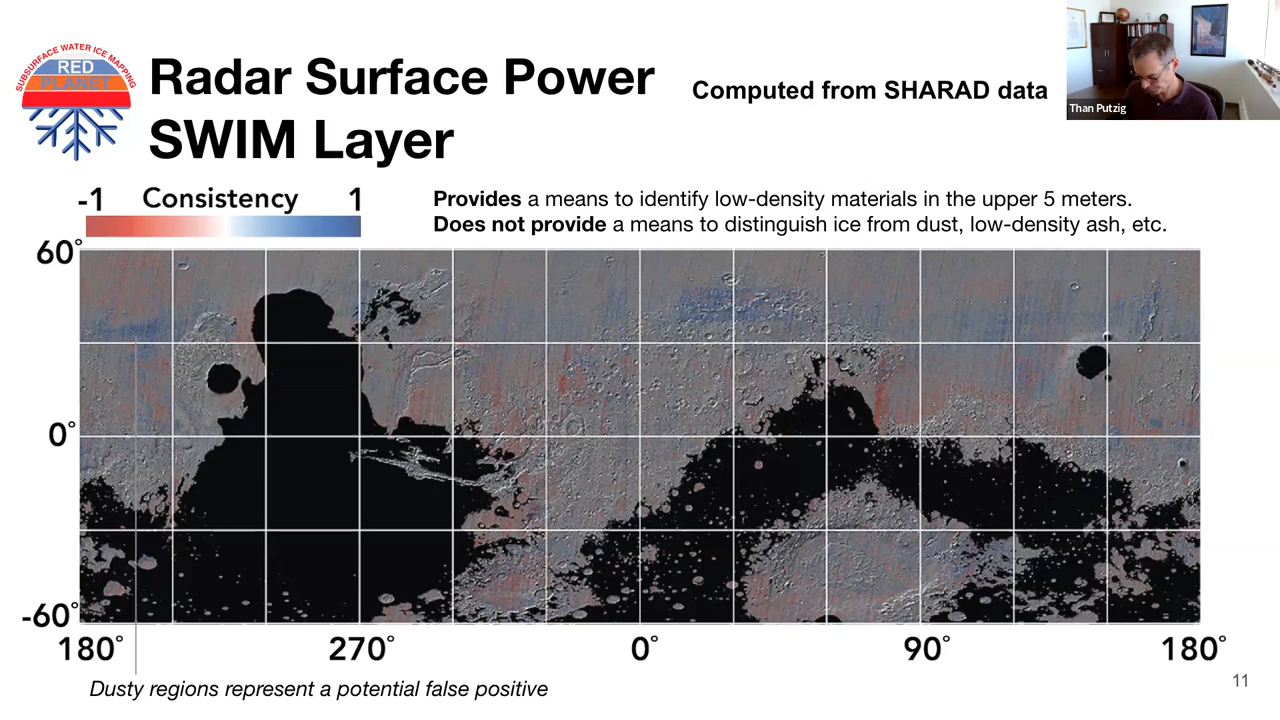 SUBSURFACE WATER ICE MAPPING
RED
PLANET
Radar Surface Power
SWIM Layer
Computed from SHARAD data
Than Putzig
-1 Consistency 1
Provides a means to identify low-density materials in the upper 5 meters.
Does not provide a means to distinguish ice from dust, low-density ash, etc.
60°
0°
-60°
180° 270° 0° 90° 180°
Dusty regions represent a potential false positive
11